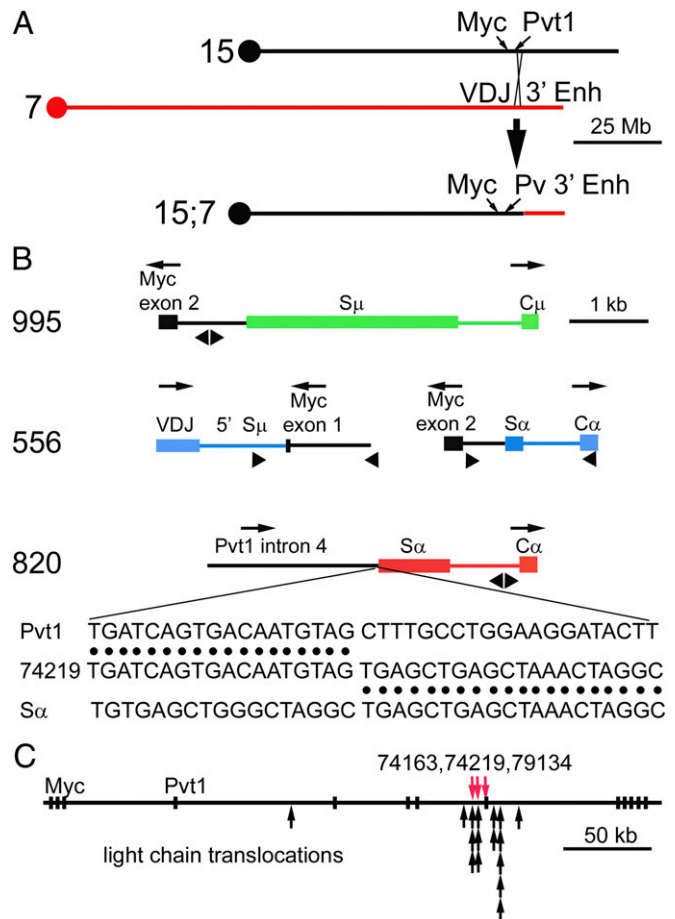 A
Myc Pvt1
15
VDJ 3' Enh
7
25 Mb
Myc Pv 3' Enh
15;7
B
Myc
exon 2
Sμ
Cμ
995
1 kb
VDJ 5' Sμ
Myc
exon 1
Myc
exon 2
Sα
Cα
556
Pvt1 intron 4
Sα
Cα
820
Pvt1 TGATCAGTGACAATGTAG CTTTGCCTGGAAGGATACTT
74219 TGATCAGTGACAATGTAG TGAGCTGAGCTAAACTAGGC
Sα TGTGAGCTGGGCTAGGC TGAGCTGAGCTAAACTAGGC
C
74163,74219,79134
Myc Pvt1
light chain translocations
50 kb